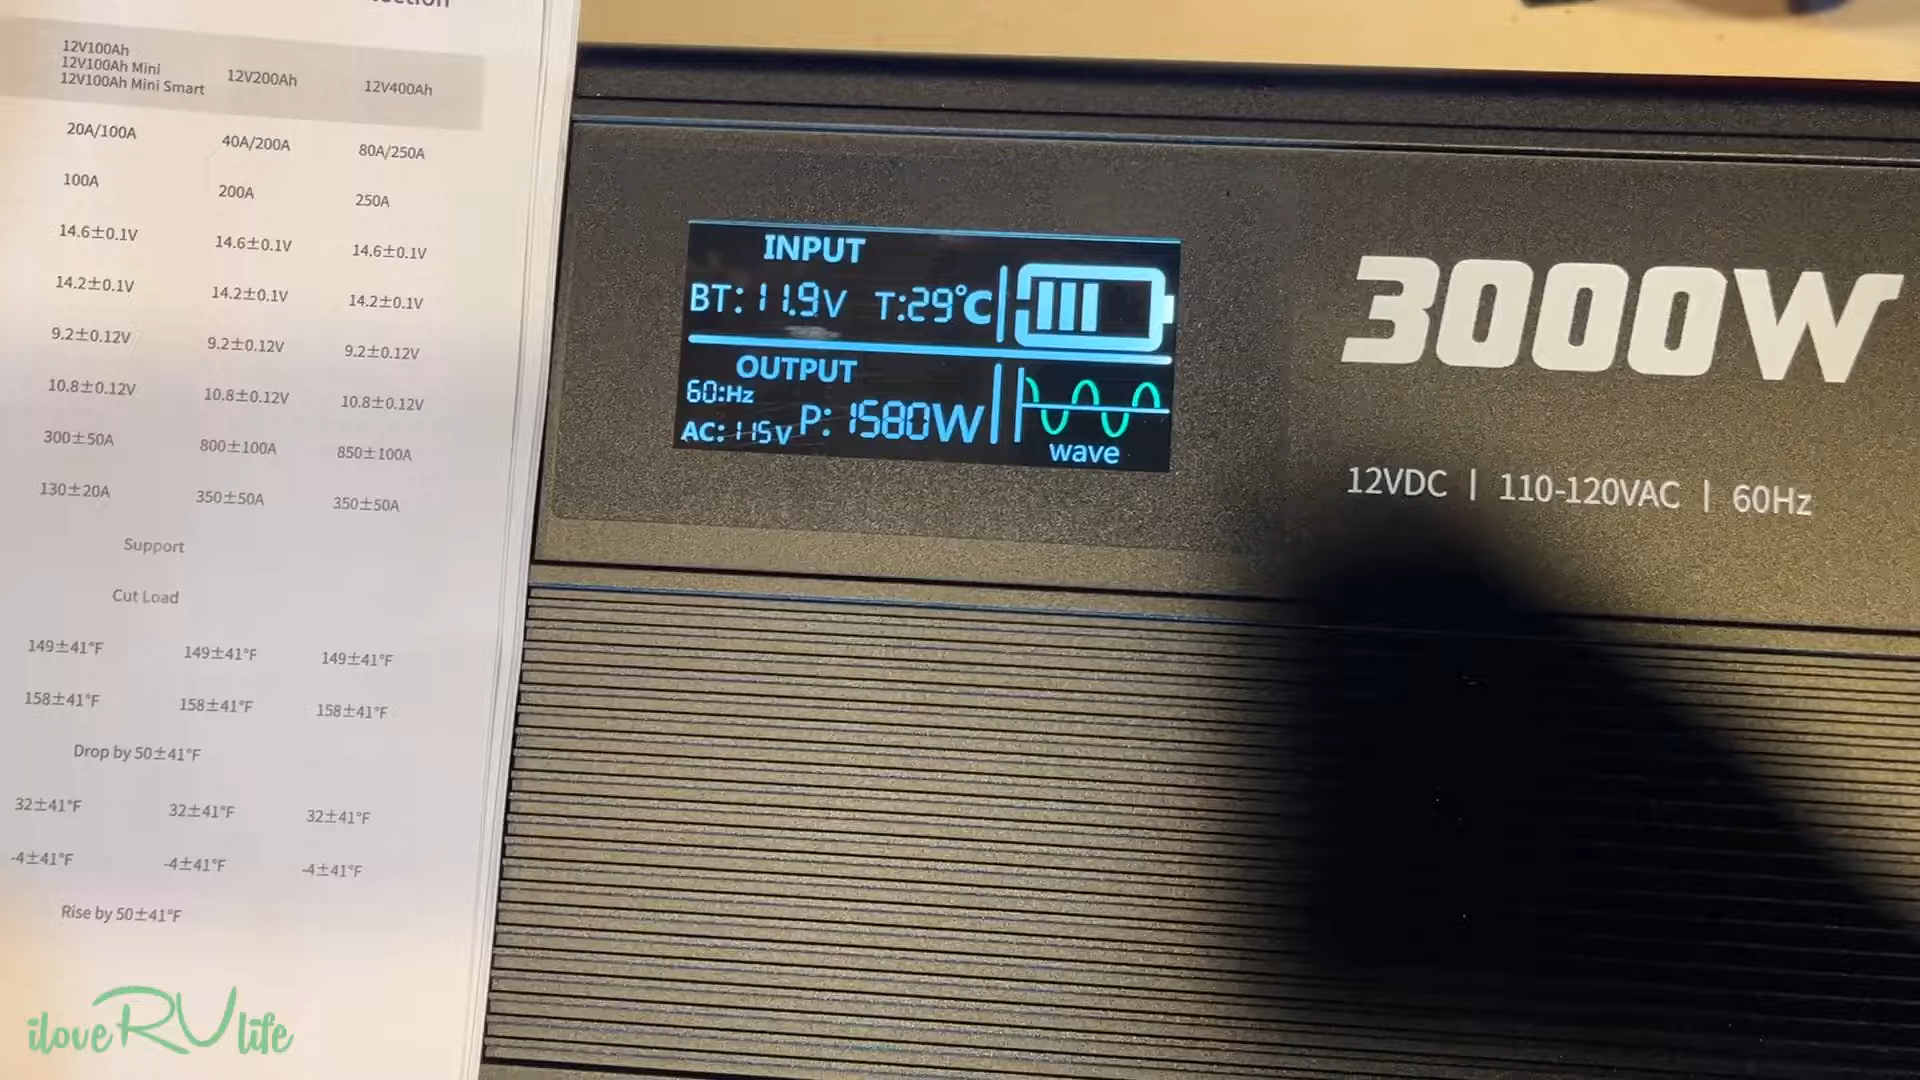 12V100Ah
12V100Ah Mini
12V100Ah Mini Smart
12V200Ah
12V400Ah
20A/100A 40A/200A 80A/250A
100A 200A 250A
14.6±0.1V 14.6±0.1V 14.6±0.1V
14.2±0.1V 14.2±0.1V 14.2±0.1V
9.2±0.12V 9.2±0.12V 9.2±0.12V
10.8±0.12V 10.8±0.12V 10.8±0.12V
300±50A 800±100A 850±100A
130±20A 350±50A 350±50A
Support
Cut Load
149±41°F 149±41°F 149±41°F
158±41°F 158±41°F 158±41°F
Drop by 50±41°F
32±41°F 32±41°F 32±41°F
-4±41°F -4±41°F -4±41°F
Rise by 50±41°F
INPUT
BT: 11.9V T:29°C
OUTPUT
60:Hz
AC: 115V P: 1580W
wave
3000W
12VDC | 110-120VAC | 60Hz
iloveRVlife